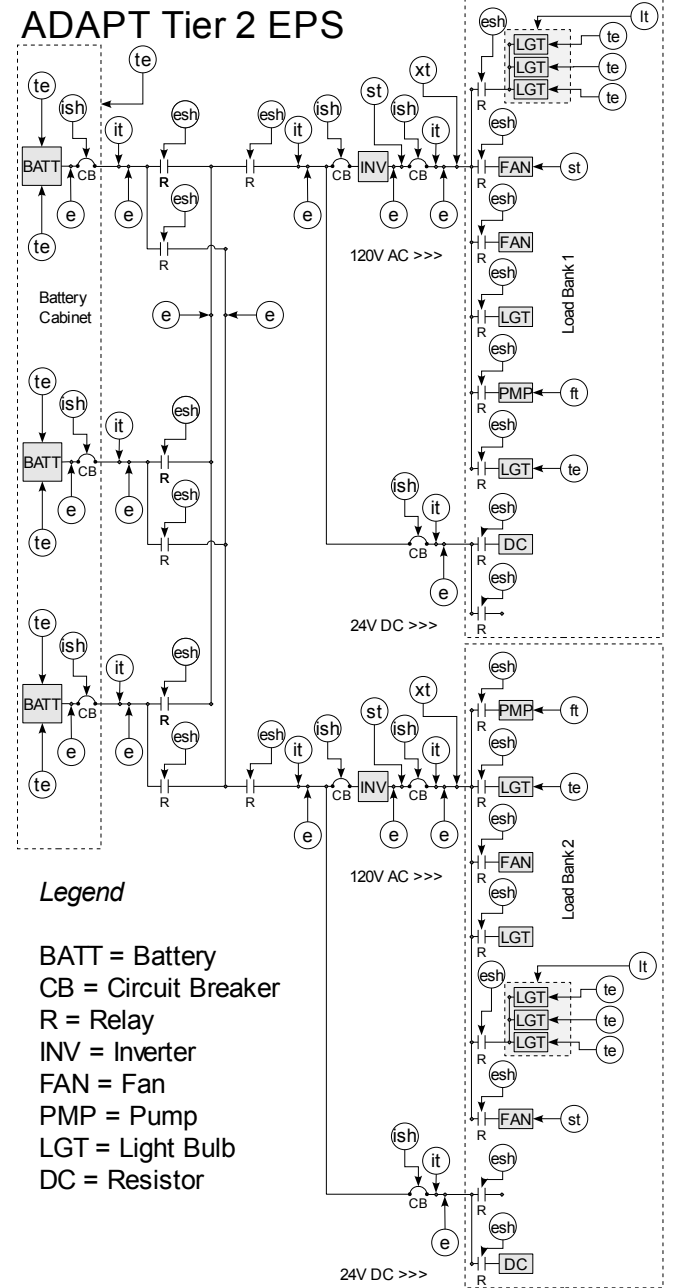 ADAPT Tier 2 EPS
lt
esh
LGT te
LGT te
LGT te
R
te
te ish it esh esh it ish st ish xt it esh
BATT CB R R CB INV CB R FAN st
te e e esh e e e esh
R 120V AC >>> R FAN
Battery
Cabinet
e e
esh
R LGT
Load Bank 1
esh
R PMP ft
te ish it esh esh
BATT CB R R LGT te
te e e esh ish it esh
R CB R DC
e esh
R
24V DC >>>
te ish it esh esh
BATT CB R R PMP ft
te e e esh esh it ish st ish xt it esh
R R CB INV CB R LGT te
e e e esh
120V AC >>> R FAN
Load Bank 2
esh
R LGT
Legend
BATT = Battery
CB = Circuit Breaker
R = Relay
INV = Inverter
FAN = Fan
PMP = Pump
LGT = Light Bulb
DC = Resistor
lt
esh
LGT te
LGT te
LGT te
R
esh
R FAN st
ish it esh
CB R
e esh
R DC
24V DC >>>